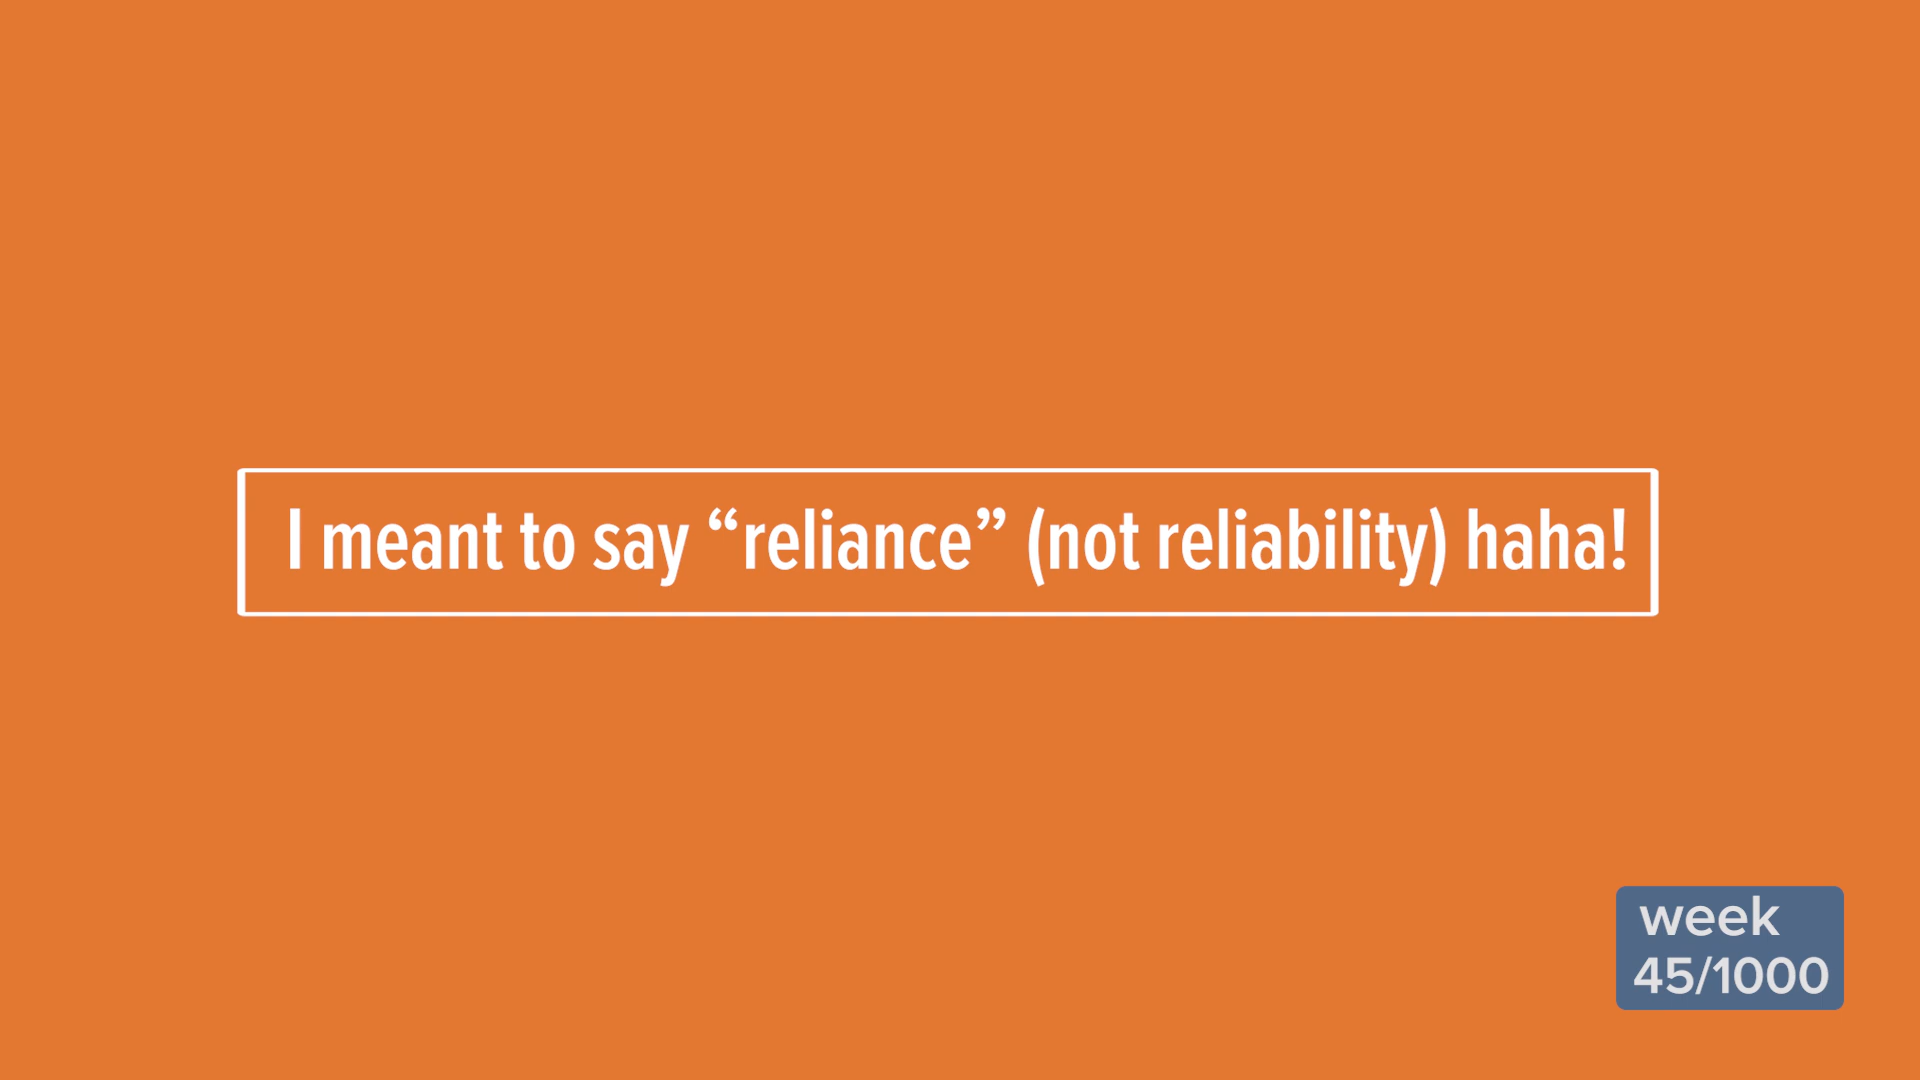 I meant to say “reliance” (not reliability) haha!
week
45/1000